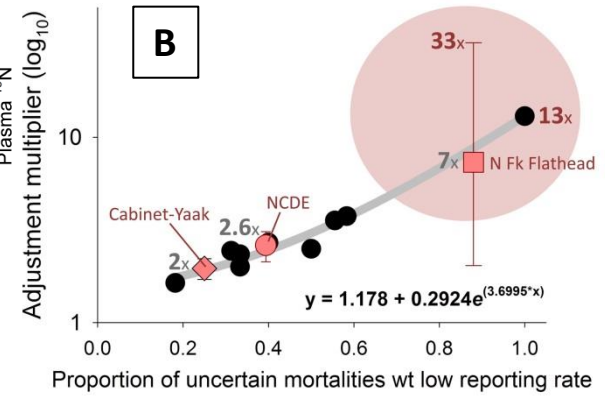 B
33x
13x
10
7x N Fk Flathead
NCDE
Cabinet-Yaak
2.6x
2x
y = 1.178 + 0.2924e(3.6995*x)
1
0.0 0.2 0.4 0.6 0.8 1.0
Proportion of uncertain mortalities wt low reporting rate
Adjustment multiplier (log10)
Plasma